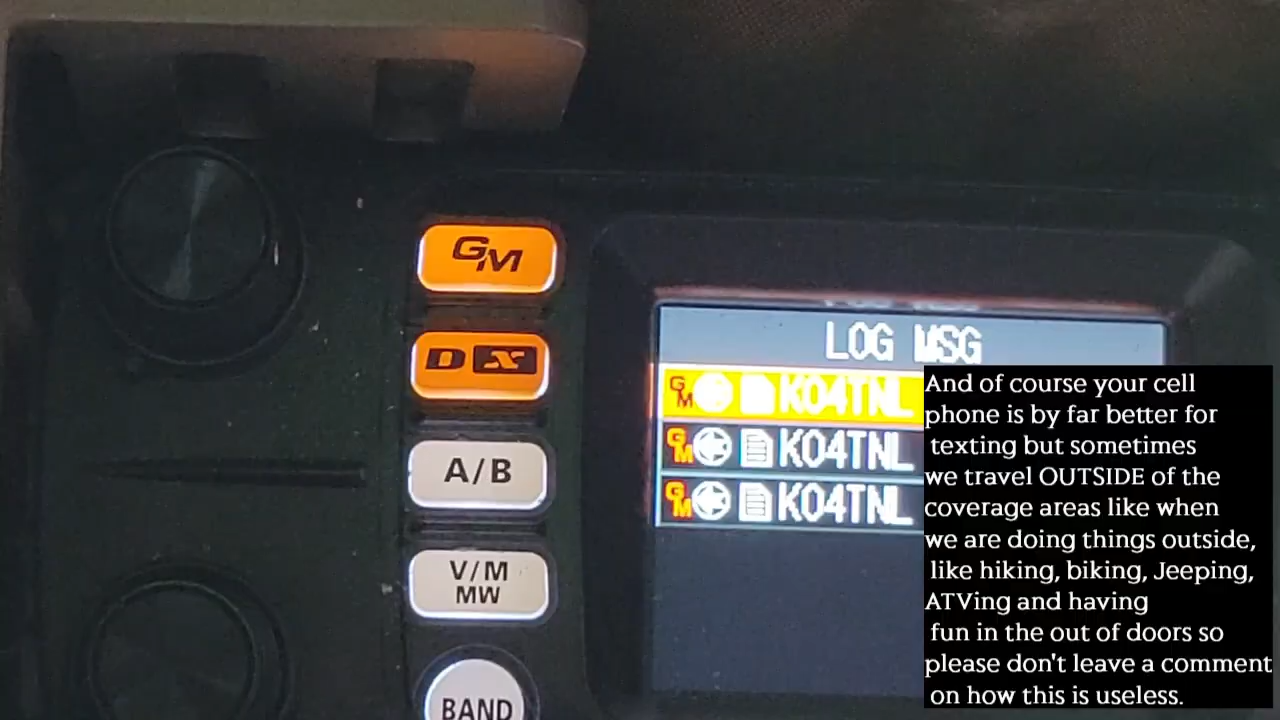 GM
DX
A/B
V/M
MW
BAND
LOG MSG
GM KO4TNL
GM KO4TNL
GM KO4TNL
And of course your cell
phone is by far better for
texting but sometimes
we travel OUTSIDE of the
coverage areas like when
we are doing things outside,
like hiking, biking, Jeeping,
ATVing and having
fun in the out of doors so
please don't leave a comment
on how this is useless.